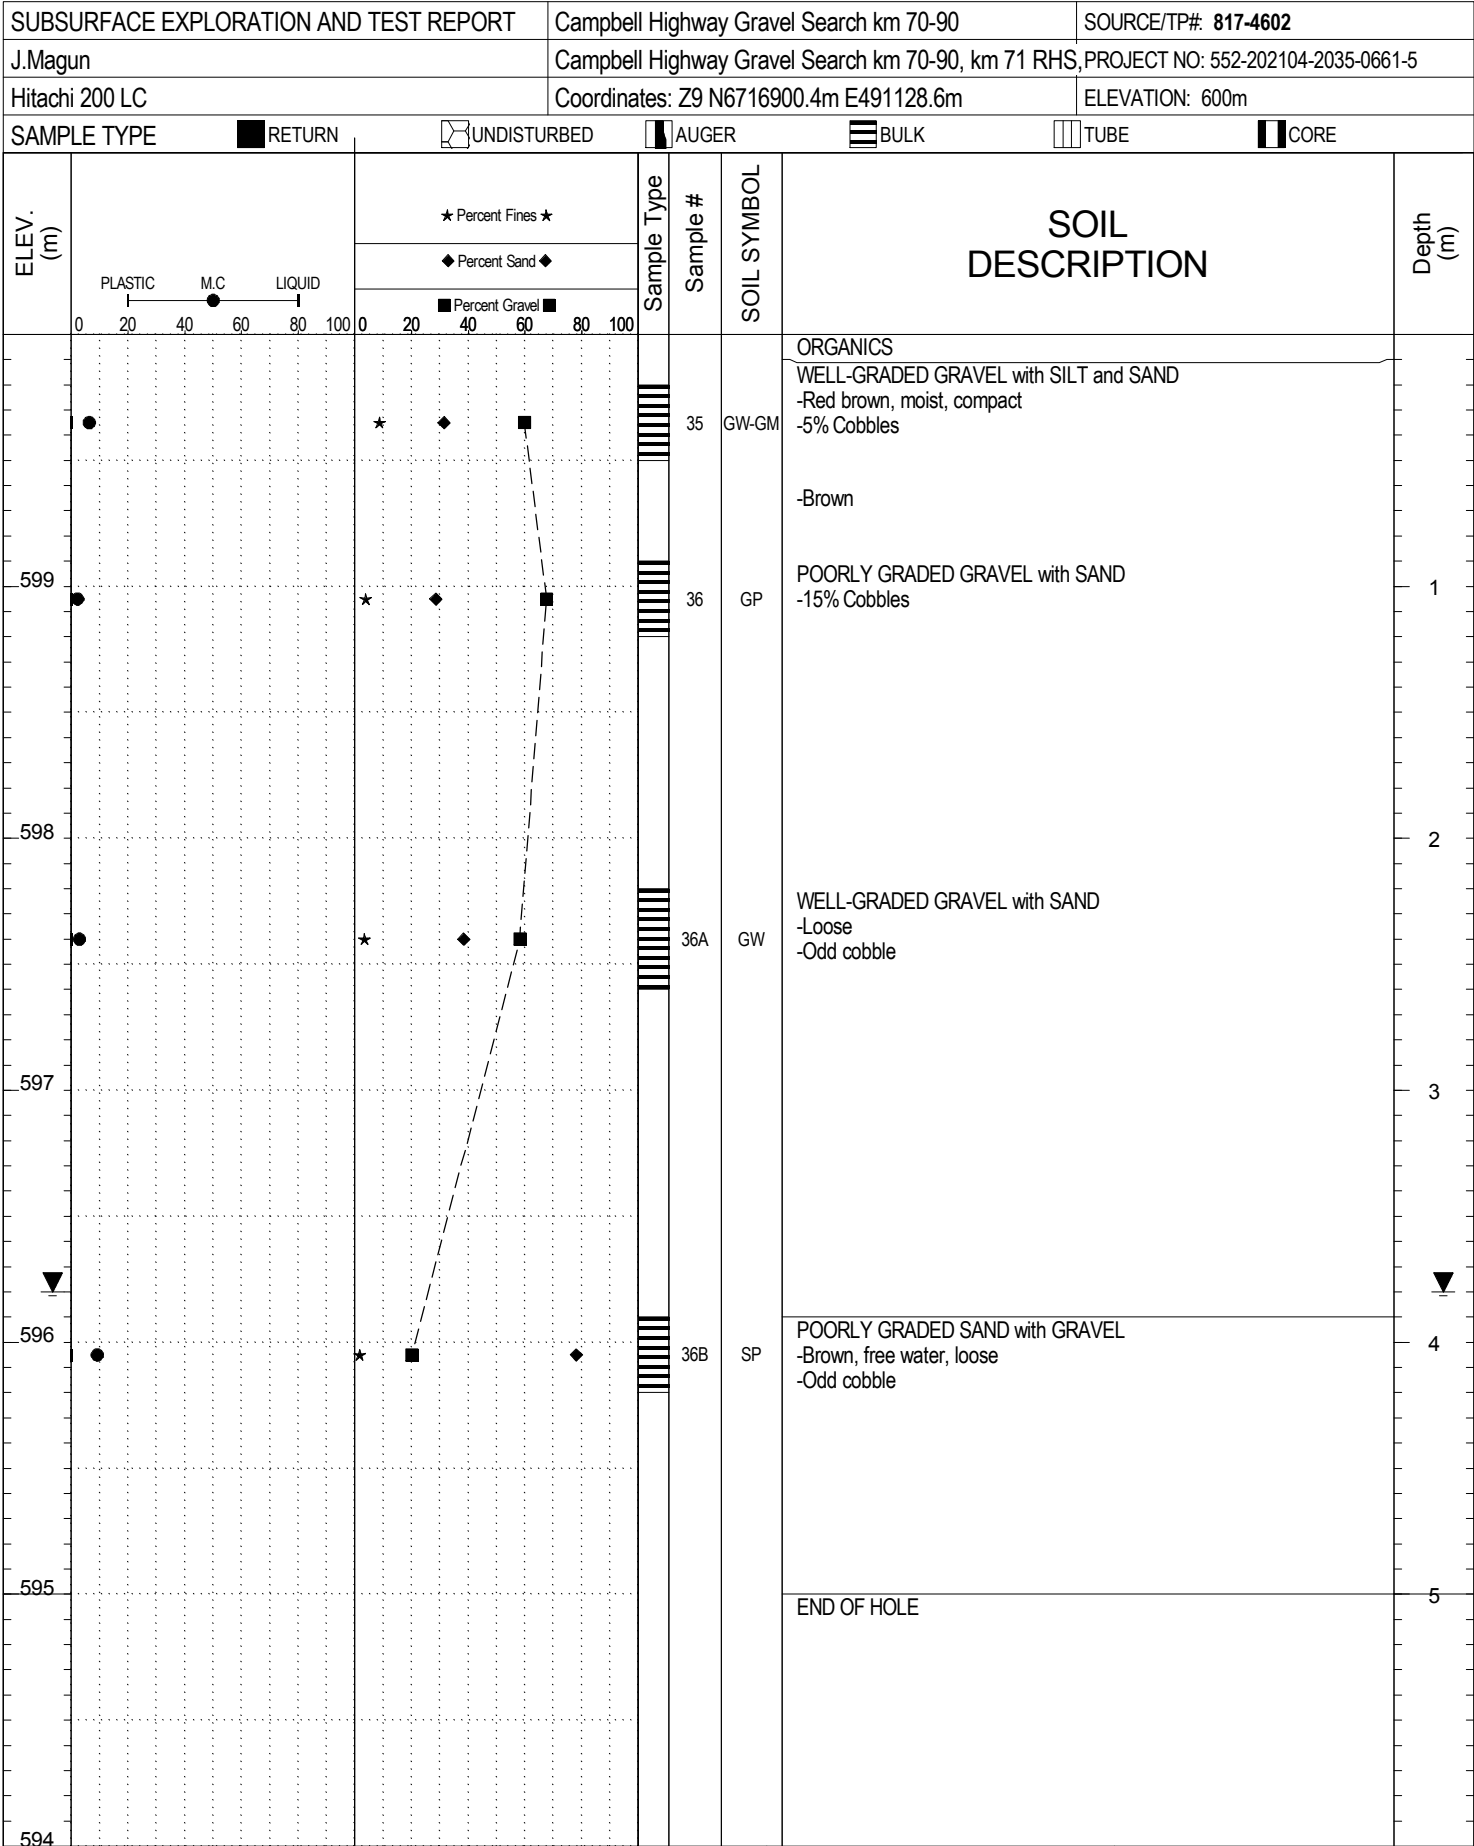 SUBSURFACE EXPLORATION AND TEST REPORT
Campbell Highway Gravel Search km 70-90
SOURCE/TP#: 817-4602
J.Magun
Campbell Highway Gravel Search km 70-90, km 71 RHS,
PROJECT NO: 552-202104-2035-0661-5
Hitachi 200 LC
Coordinates: Z9 N6716900.4m E491128.6m
ELEVATION: 600m
SAMPLE TYPE
RETURN
UNDISTURBED
AUGER
BULK
TUBE
CORE
ELEV.
(m)
PLASTIC M.C LIQUID
0 20 40 60 80 100
★ Percent Fines ★
◆ Percent Sand ◆
■ Percent Gravel ■
0 20 40 60 80 100
Sample Type
Sample #
SOIL SYMBOL
SOIL
DESCRIPTION
Depth
(m)
ORGANICS
WELL-GRADED GRAVEL with SILT and SAND
-Red brown, moist, compact
35 GW-GM -5% Cobbles
-Brown
POORLY GRADED GRAVEL with SAND
599 1
36 GP -15% Cobbles
598 2
WELL-GRADED GRAVEL with SAND
-Loose
36A GW -Odd cobble
597 3
POORLY GRADED SAND with GRAVEL
596 4
36B SP -Brown, free water, loose
-Odd cobble
595 5
END OF HOLE
594